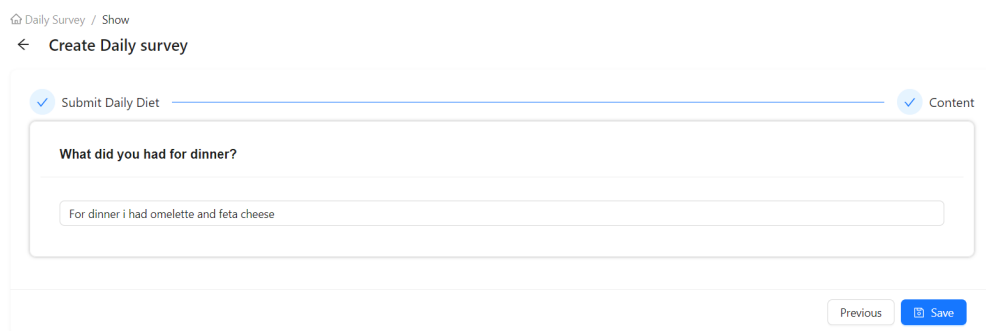 Daily Survey / Show
Create Daily survey
Submit Daily Diet
Content
What did you had for dinner?
For dinner i had omelette and feta cheese
Previous
Save